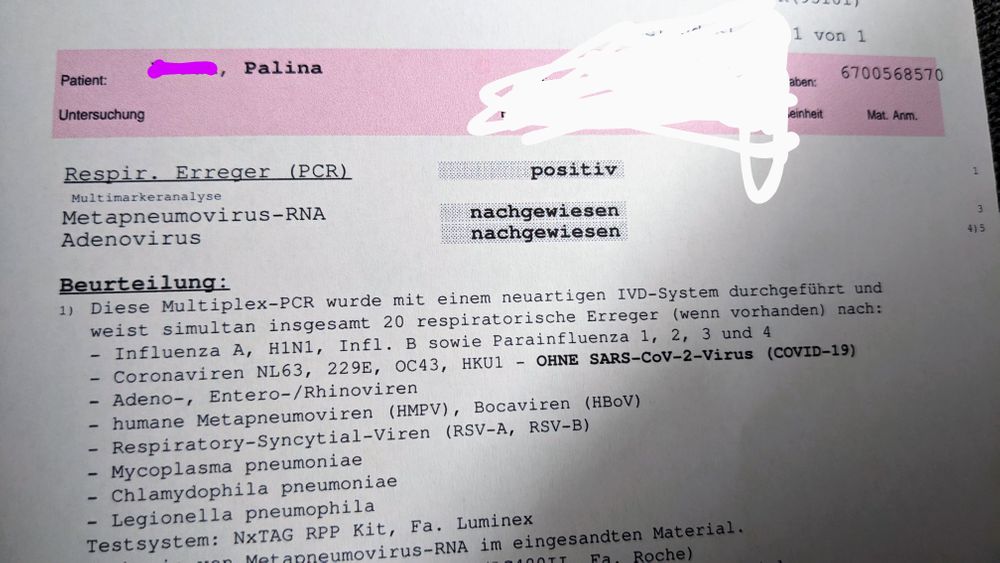 1 von 1
Patient: , Palina
aben: 6700568570
Untersuchung einheit Mat. Anm.
Respir. Erreger (PCR) positiv 1
Multimarkeranalyse
Metapneumovirus-RNA nachgewiesen 3
Adenovirus nachgewiesen 4)5
Beurteilung:
1) Diese Multiplex-PCR wurde mit einem neuartigen IVD-System durchgeführt und
weist simultan insgesamt 20 respiratorische Erreger (wenn vorhanden) nach:
- Influenza A, H1N1, Infl. B sowie Parainfluenza 1, 2, 3 und 4
- Coronaviren NL63, 229E, OC43, HKU1 - OHNE SARS-CoV-2-Virus (COVID-19)
- Adeno-, Entero-/Rhinoviren
- humane Metapneumoviren (HMPV), Bocaviren (HBoV)
- Respiratory-Syncytial-Viren (RSV-A, RSV-B)
- Mycoplasma pneumoniae
- Chlamydophila pneumoniae
- Legionella pneumophila
Testsystem: NxTAG RPP Kit, Fa. Luminex
von Metapneumovirus-RNA im eingesandten Material.
Fa. Roche)